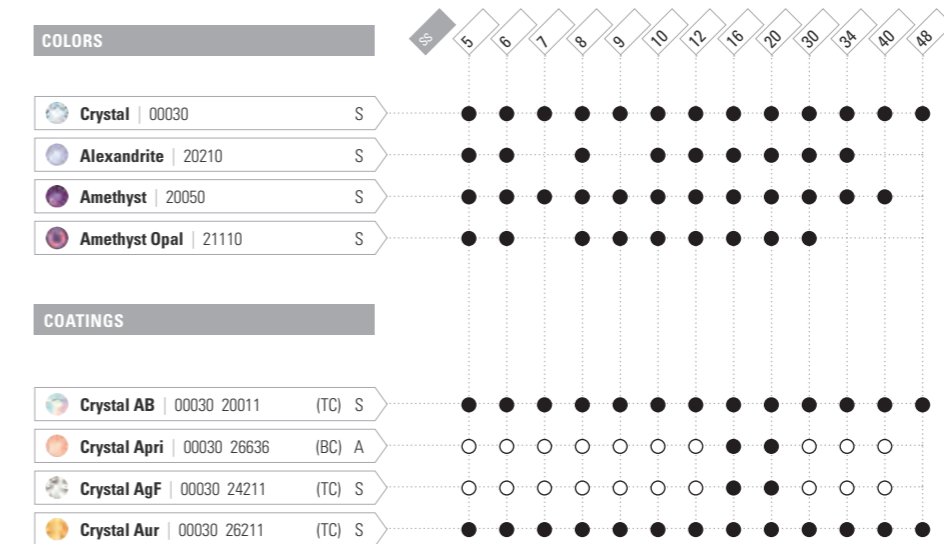 COLORS
SS 5 6 7 8 9 10 12 16 20 30 34 40 48
Crystal | 00030 S
Alexandrite | 20210 S
Amethyst | 20050 S
Amethyst Opal | 21110 S
COATINGS
Crystal AB | 00030 20011 (TC) S
Crystal Apri | 00030 26636 (BC) A
Crystal AgF | 00030 24211 (TC) S
Crystal Aur | 00030 26211 (TC) S